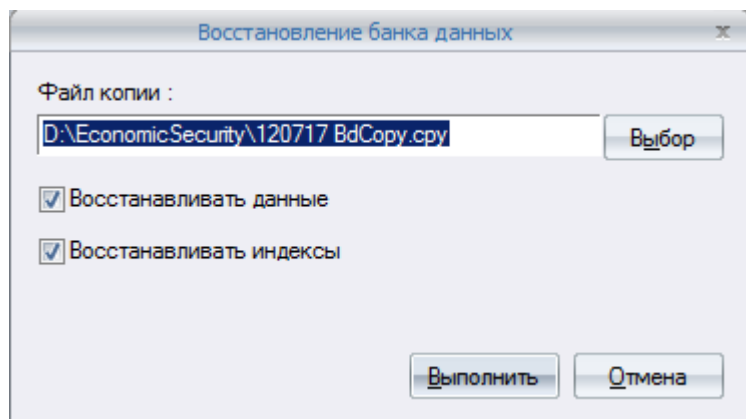 Восстановление банка данных
Файл копии :
D:\EconomicSecurity\120717 BdCopy.cpy
Выбор
Восстанавливать данные
Восстанавливать индексы
Выполнить
Отмена